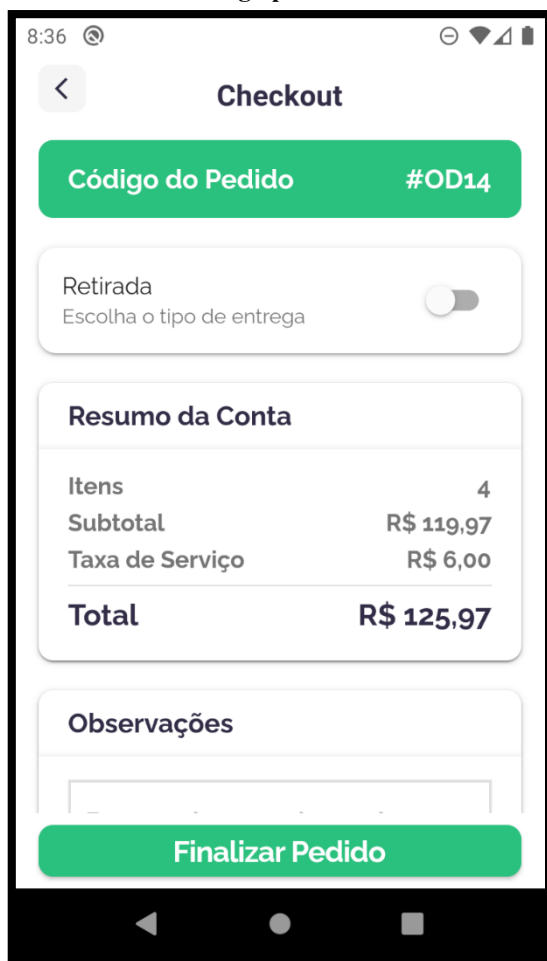 8:36
Checkout
Código do Pedido #OD14
Retirada
Escolha o tipo de entrega
Resumo da Conta
Itens 4
Subtotal R$ 119,97
Taxa de Serviço R$ 6,00
Total R$ 125,97
Observações
Finalizar Pedido